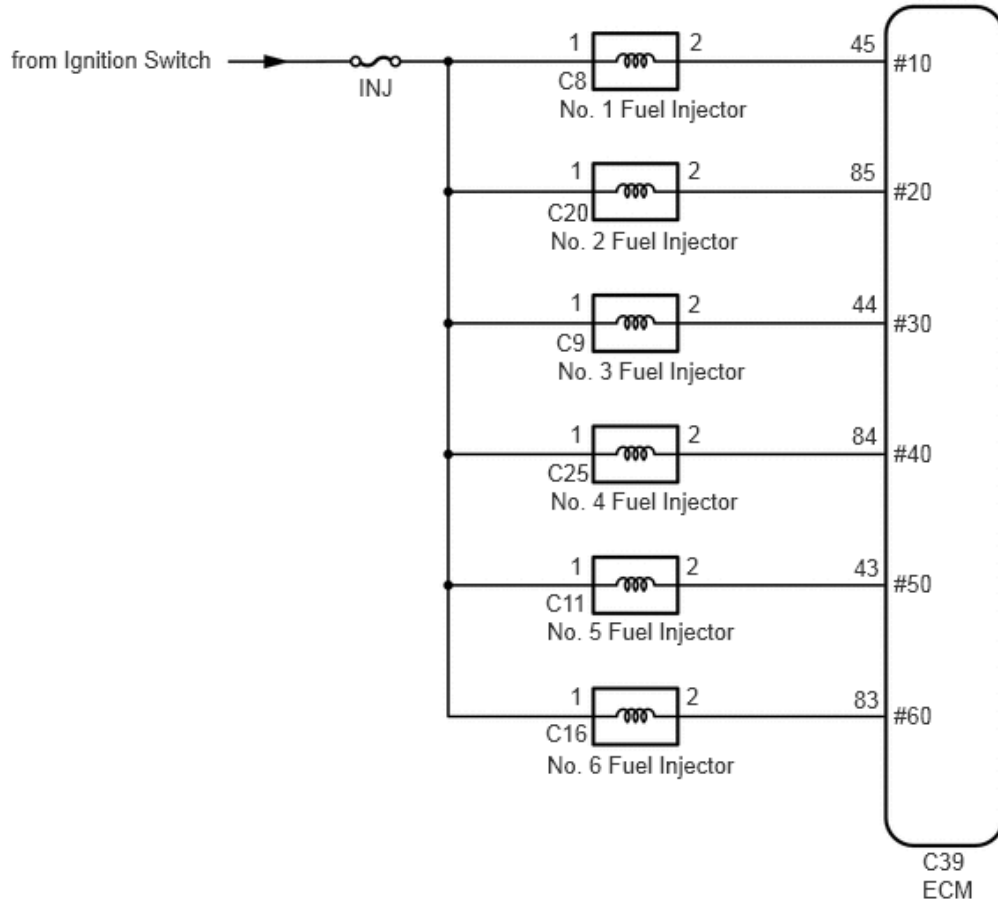 1 2 45
from Ignition Switch #10
INJ C8
No. 1 Fuel Injector
1 2 85
#20
C20
No. 2 Fuel Injector
1 2 44
#30
C9
No. 3 Fuel Injector
1 2 84
#40
C25
No. 4 Fuel Injector
1 2 43
#50
C11
No. 5 Fuel Injector
1 2 83
#60
C16
No. 6 Fuel Injector
C39
ECM